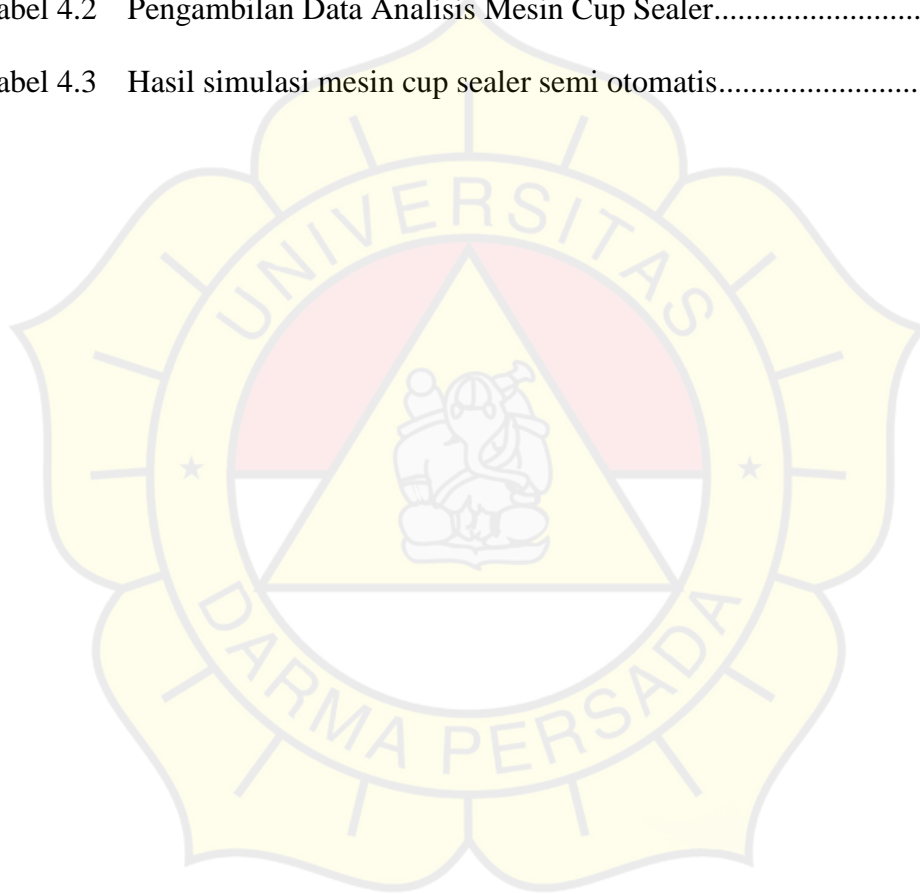 abel 4.2 Pengambilan Data Analisis Mesin Cup Sealer..........................
abel 4.3 Hasil simulasi mesin cup sealer semi otomatis.........................
UNIVERSITAS
DARMA PERSADA